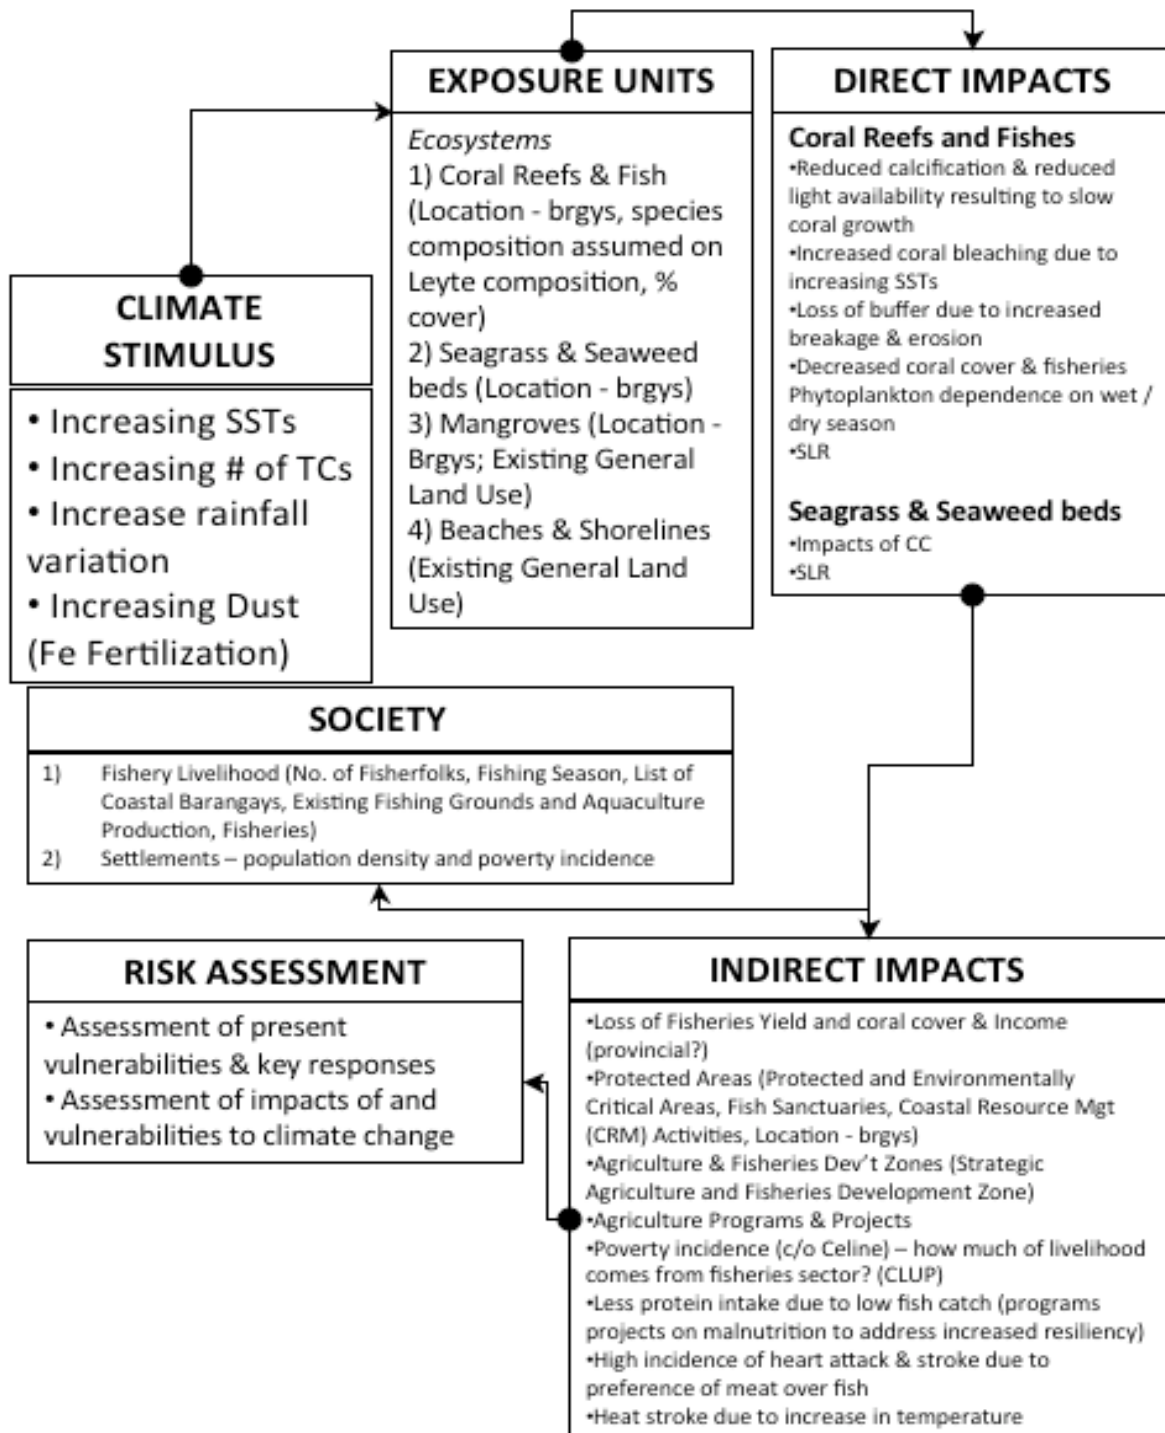 EXPOSURE UNITS
Ecosystems
1) Coral Reefs & Fish
(Location - brgys, species
composition assumed on
Leyte composition, %
cover)
2) Seagrass & Seaweed
beds (Location - brgys)
3) Mangroves (Location -
Brgys; Existing General
Land Use)
4) Beaches & Shorelines
(Existing General Land
Use)
DIRECT IMPACTS
Coral Reefs and Fishes
•Reduced calcification & reduced
light availability resulting to slow
coral growth
•Increased coral bleaching due to
increasing SSTs
•Loss of buffer due to increased
breakage & erosion
•Decreased coral cover & fisheries
Phytoplankton dependence on wet /
dry season
•SLR
Seagrass & Seaweed beds
•Impacts of CC
•SLR
CLIMATE
STIMULUS
• Increasing SSTs
• Increasing # of TCs
• Increase rainfall
variation
• Increasing Dust
(Fe Fertilization)
SOCIETY
1) Fishery Livelihood (No. of Fisherfolks, Fishing Season, List of
Coastal Barangays, Existing Fishing Grounds and Aquaculture
Production, Fisheries)
2) Settlements – population density and poverty incidence
RISK ASSESSMENT
• Assessment of present
vulnerabilities & key responses
• Assessment of impacts of and
vulnerabilities to climate change
INDIRECT IMPACTS
•Loss of Fisheries Yield and coral cover & Income
(provincial?)
•Protected Areas (Protected and Environmentally
Critical Areas, Fish Sanctuaries, Coastal Resource Mgt
(CRM) Activities, Location - brgys)
•Agriculture & Fisheries Dev't Zones (Strategic
Agriculture and Fisheries Development Zone)
•Agriculture Programs & Projects
•Poverty incidence (c/o Celine) – how much of livelihood
comes from fisheries sector? (CLUP)
•Less protein intake due to low fish catch (programs
projects on malnutrition to address increased resiliency)
•High incidence of heart attack & stroke due to
preference of meat over fish
•Heat stroke due to increase in temperature